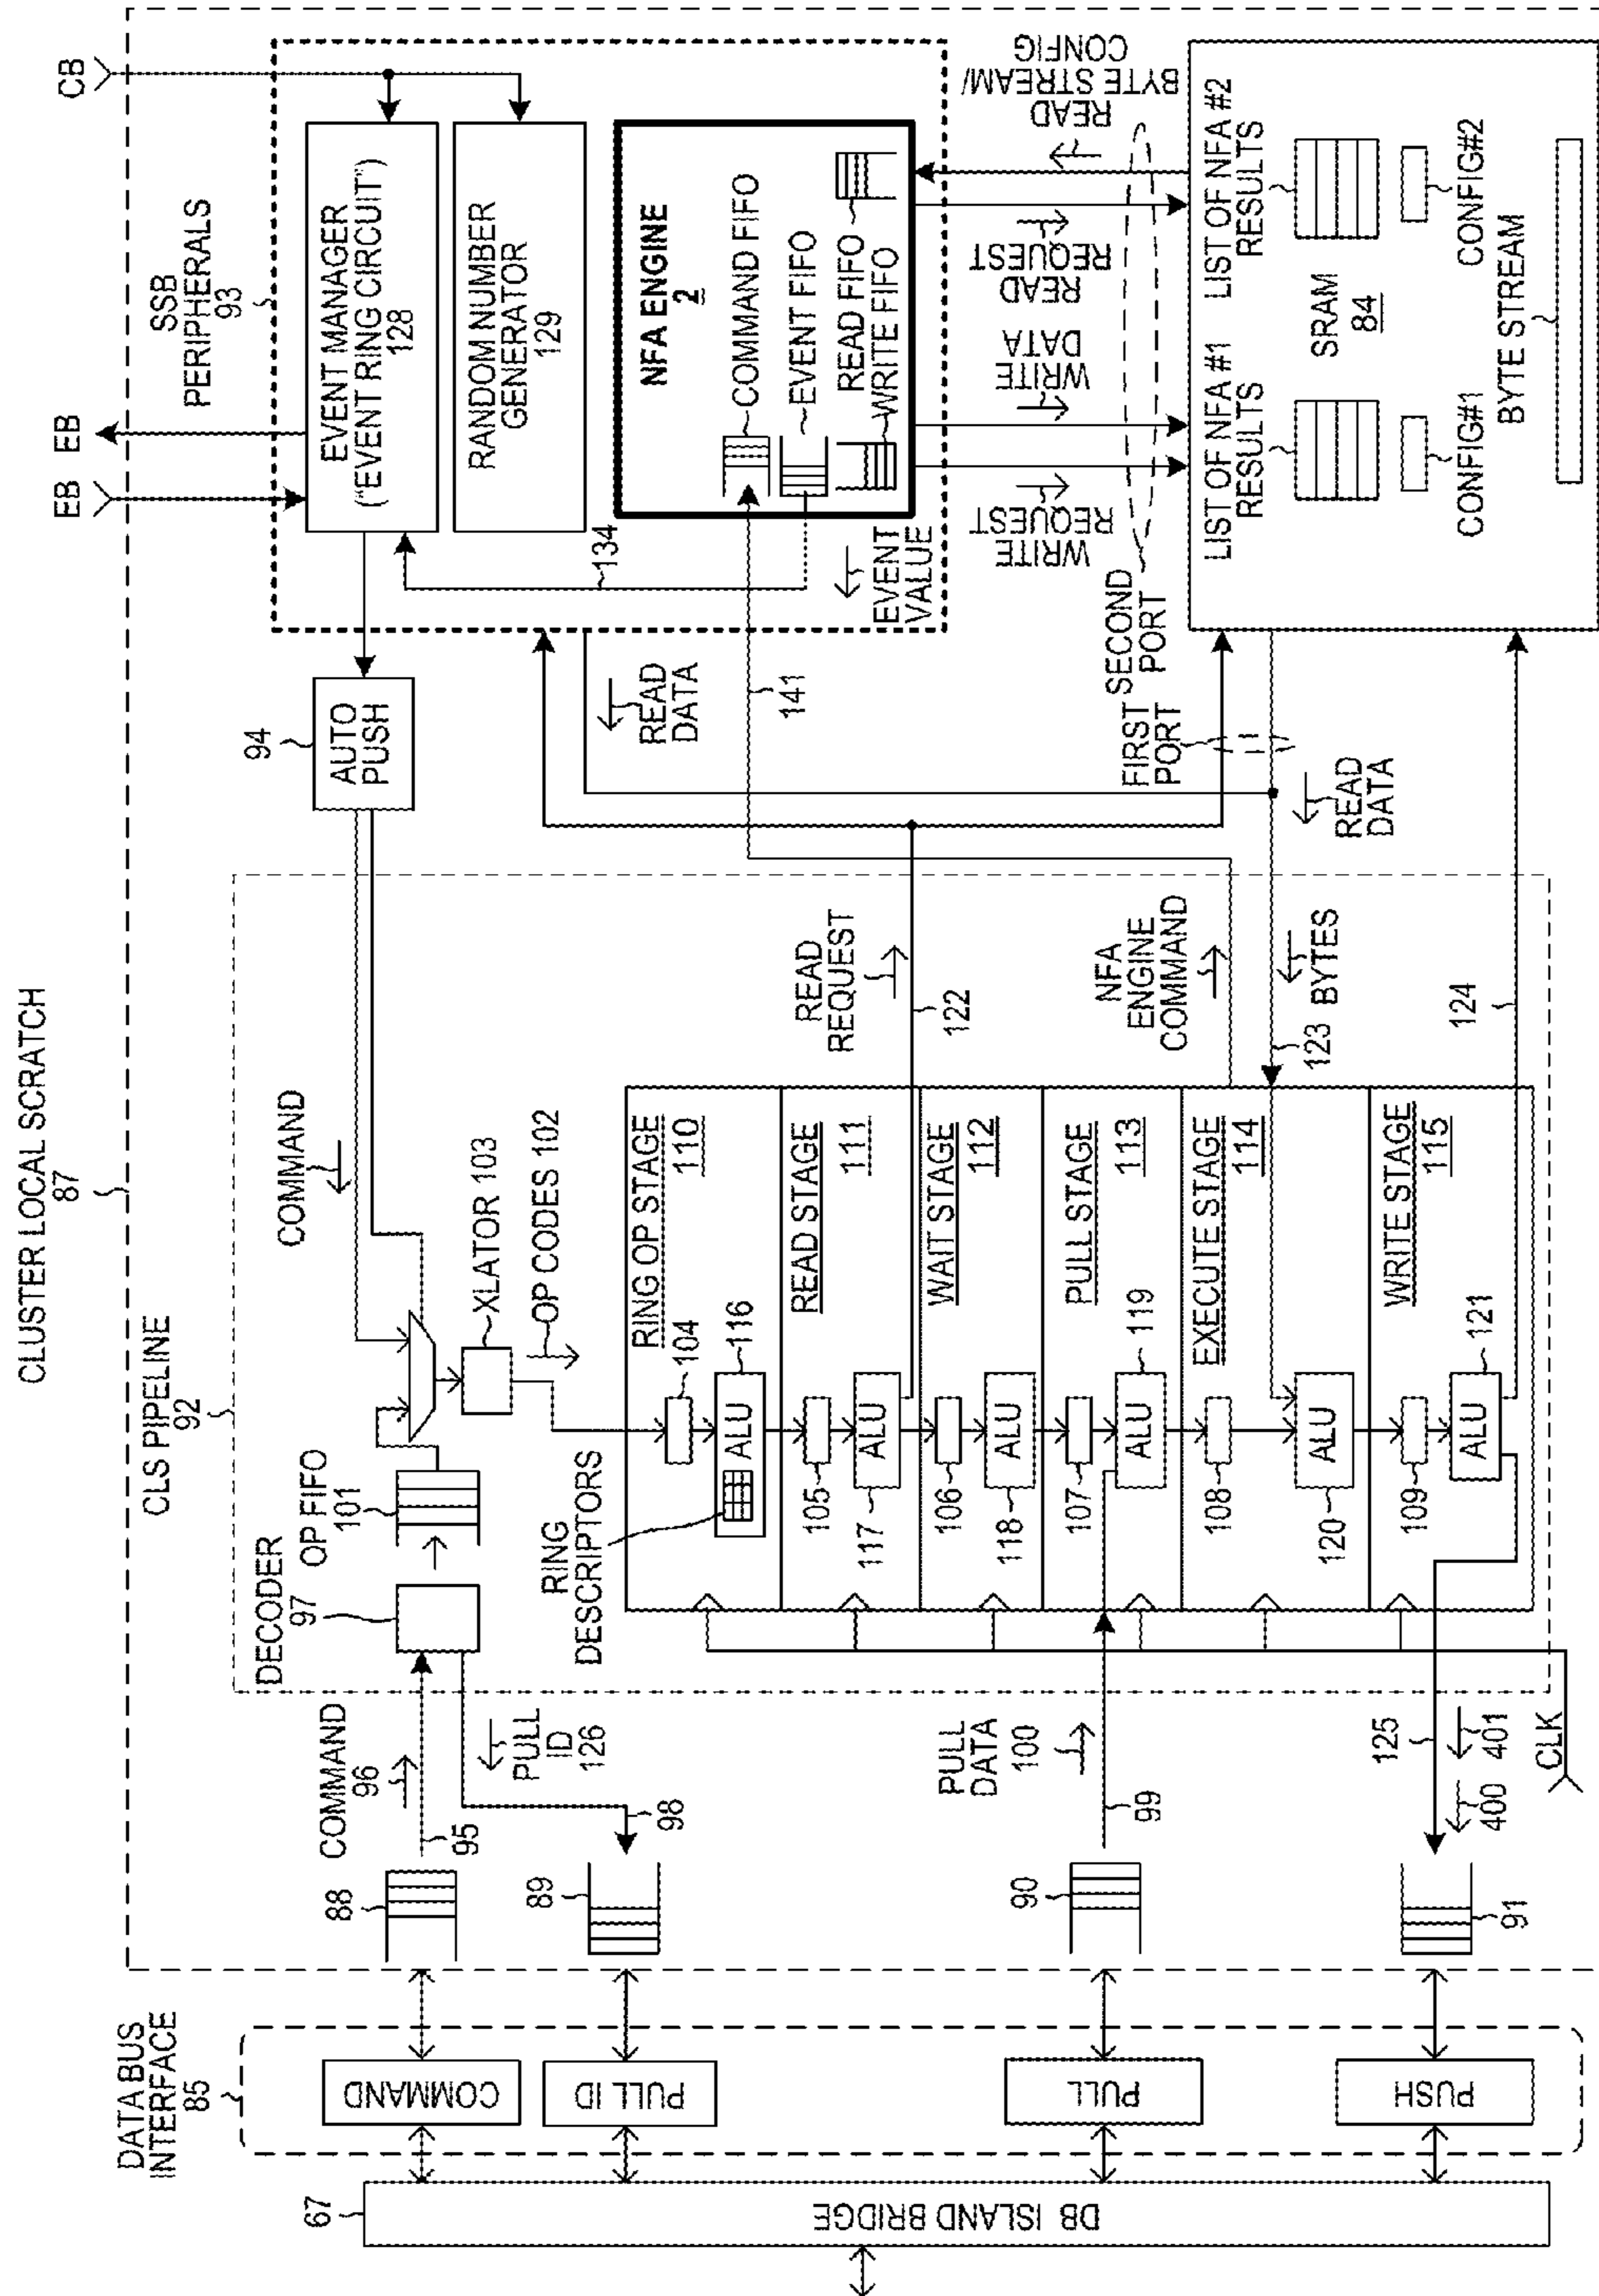 CLUSTER LOCAL SCRATCH
87
DATA BUS
INTERFACE
85
67
DB ISLAND BRIDGE
COMMAND
PULL ID
PULL
PUSH
88
COMMAND
96
95
89
PULL
ID
126
98
90
PULL
DATA
100
99
91
125
400
401
CLK
CLS PIPELINE
92
DECODER
97
OP FIFO
101
COMMAND
XLATOR 103
OP CODES 102
RING
DESCRIPTORS
RING OP STAGE
110
104
ALU
116
READ STAGE
111
105
ALU
117
WAIT STAGE
112
106
ALU
118
PULL STAGE
113
107
ALU
119
EXECUTE STAGE
114
108
ALU
120
WRITE STAGE
115
109
ALU
121
READ
REQUEST
122
NFA
ENGINE
COMMAND
BYTES
123
124
94
AUTO
PUSH
READ
DATA
141
FIRST
PORT
SECOND
PORT
READ
DATA
EB
EB
CB
SSB
PERIPHERALS
93
EVENT MANAGER
("EVENT RING CIRCUIT")
128
RANDOM NUMBER
GENERATOR
129
134
NFA ENGINE
2
COMMAND FIFO
EVENT FIFO
READ FIFO
WRITE FIFO
EVENT
VALUE
WRITE
REQUEST
WRITE
DATA
READ
REQUEST
READ
BYTE STREAM/
CONFIG
LIST OF NFA #1
RESULTS
LIST OF NFA #2
RESULTS
SRAM
84
CONFIG#1
CONFIG#2
BYTE STREAM